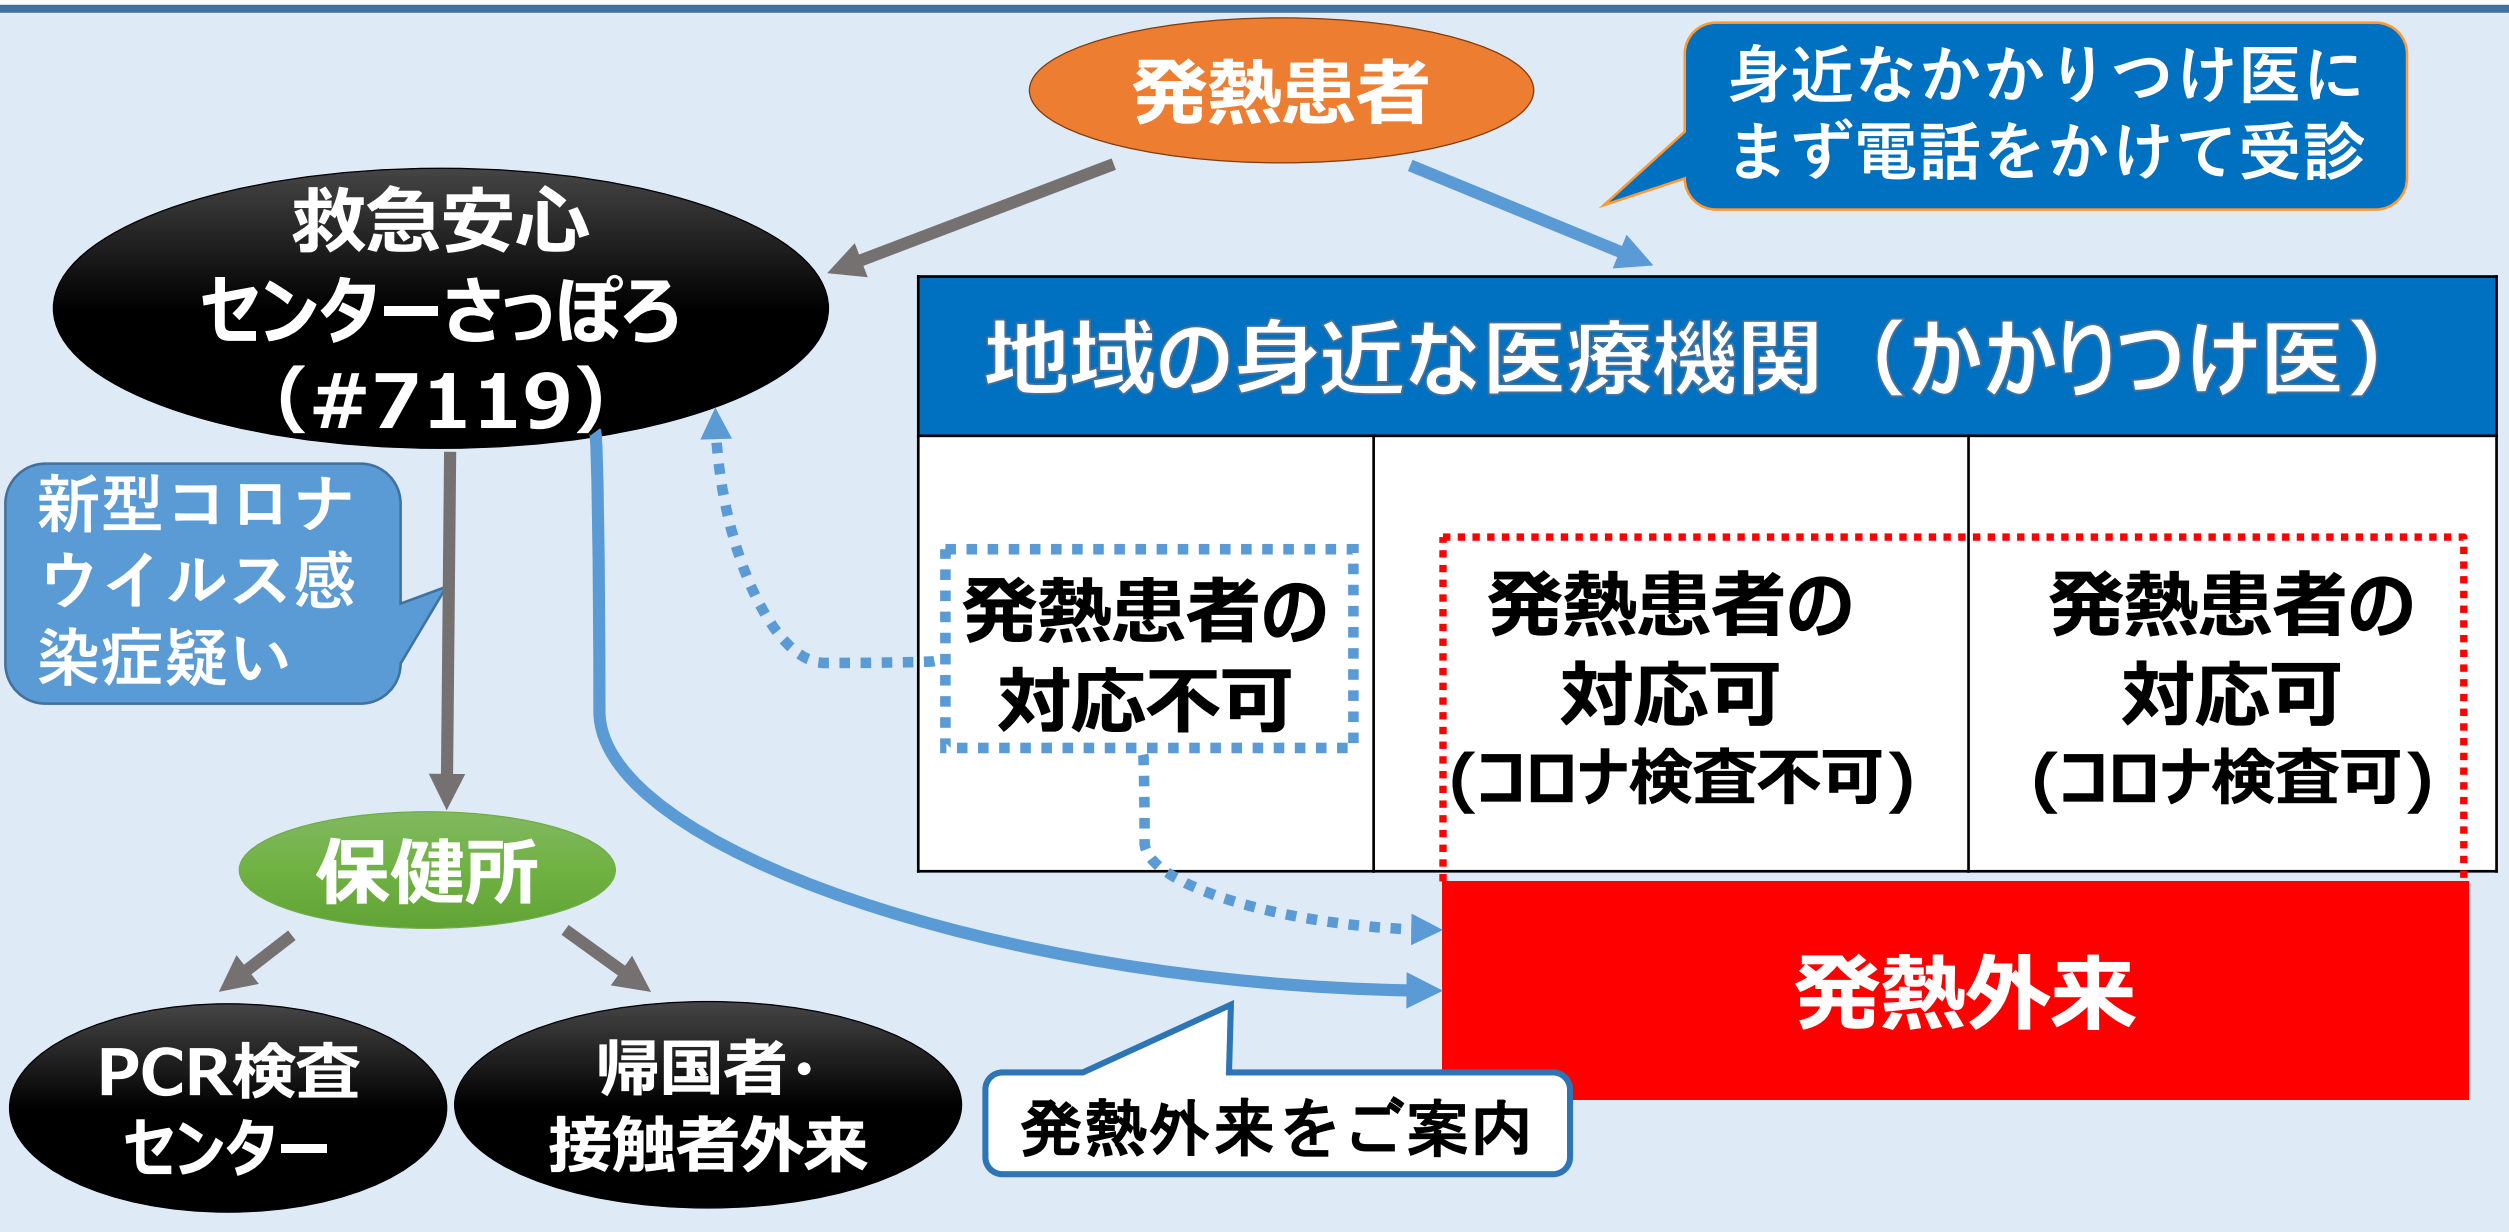 発熱患者
身近なかかりつけ医に
まず電話をかけて受診
救急安心
センターさっぽろ
(#7119)
地域の身近な医療機関（かかりつけ医）
新型コロナ
ウイルス感
染症疑い
発熱患者の
対応不可
発熱患者の
対応可
(コロナ検査不可)
発熱患者の
対応可
(コロナ検査可)
保健所
発熱外来
PCR検査
センター
帰国者・
接触者外来
発熱外来をご案内